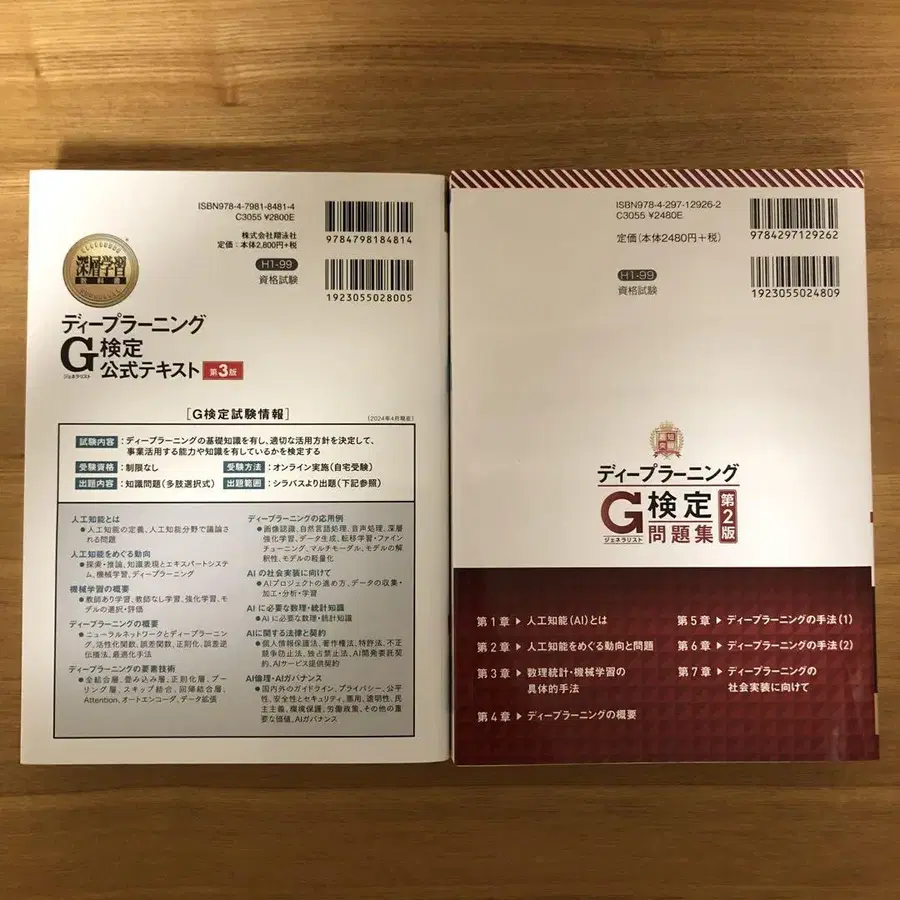 ISBN978-4-7981-8481-4
C3055 ¥2800E
株式会社翔泳社
定価:本体2,800円+税
9784798184814
H1-99
資格試験
1923055028005
深層学習
教科書
ディープラーニング
G検定
ジェネラリスト
公式テキスト 第3版
[G検定試験情報]
(2024年4月現在)
試験内容:ディープラーニングの基礎知識を有し、適切な活用方針を決定して、
事業活用する能力や知識を有しているかを検定する
受験資格:制限なし 受験方法:オンライン実施(自宅受験)
出題内容:知識問題(多肢選択式) 出題範囲:シラバスより出題(下記参照)
人工知能とは
●人工知能の定義、人工知能分野で議論さ
れる問題
人工知能をめぐる動向
●探索・推論、知識表現とエキスパートシステ
ム、機械学習、ディープラーニング
機械学習の概要
●教師あり学習、教師なし学習、強化学習、モ
デルの選択・評価
ディープラーニングの概要
●ニューラルネットワークとディープラーニン
グ、活性化関数、誤差関数、正則化、誤差逆
伝播法、最適化手法
ディープラーニングの要素技術
●全結合層、畳み込み層、正則化層、プー
リング層、スキップ結合、回帰結合層、
Attention、オートエンコーダ、データ拡張
ディープラーニングの応用例
●画像認識、自然言語処理、音声処理、深層
強化学習、データ生成、転移学習・ファイン
チューニング、マルチモーダル、モデルの解
釈性、モデルの軽量化
AIの社会実装に向けて
●AIプロジェクトの進め方、データの収集・
加工・分析・学習
AIに必要な数理・統計知識
●AIに必要な数理・統計知識
AIに関する法律と契約
●個人情報保護法、著作権法、特許法、不正
競争防止法、独占禁止法、AI開発委託契
約、AIサービス提供契約
AI倫理・AIガバナンス
●国内外のガイドライン、プライバシー、公平
性、安全性とセキュリティ、悪用、透明性、民
主主義、環境保護、労働政策、その他の重
要な価値、AIガバナンス
ISBN978-4-297-12926-2
C3055 ¥2480E
定価(本体2480円+税)
9784297129262
H1-99
資格試験
1923055024809
最短突破
ディープラーニング
G検定
ジェネラリスト
問題集
第2版
第1章 ▶ 人工知能(AI)とは
第2章 ▶ 人工知能をめぐる動向と問題
第3章 ▶ 数理統計・機械学習の
具体的手法
第4章 ▶ ディープラーニングの概要
第5章 ▶ ディープラーニングの手法(1)
第6章 ▶ ディープラーニングの手法(2)
第7章 ▶ ディープラーニングの
社会実装に向けて